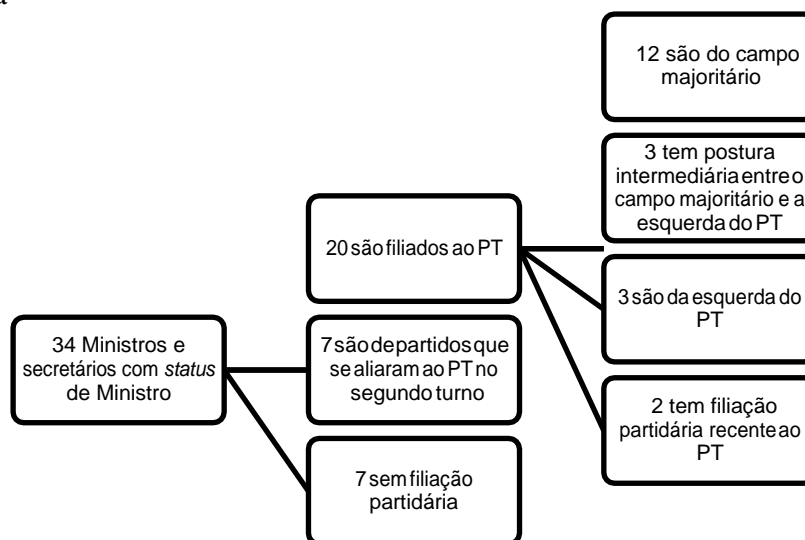 a
12 são do campo
majoritário
3 tem postura
intermediária entre o
campo majoritário e a
esquerda do PT
20 são filiados ao PT
3 são da esquerda do
PT
34 Ministros e
secretários com status
de Ministro
7 são de partidos que
se aliaram ao PT no
segundo turno
2 tem filiação
partidária recente ao
PT
7 sem filiação
partidária